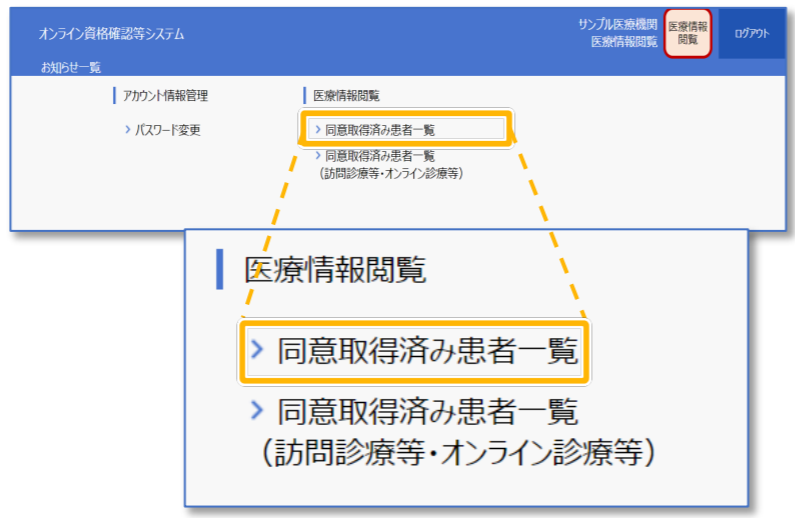 オンライン資格確認等システム
サンプル医療機関
医療情報閲覧
医療情報
閲覧
ログアウト
お知らせ一覧
アカウント情報管理
医療情報閲覧
> パスワード変更
> 同意取得済み患者一覧
> 同意取得済み患者一覧
（訪問診療等・オンライン診療等）
医療情報閲覧
> 同意取得済み患者一覧
> 同意取得済み患者一覧
（訪問診療等・オンライン診療等）